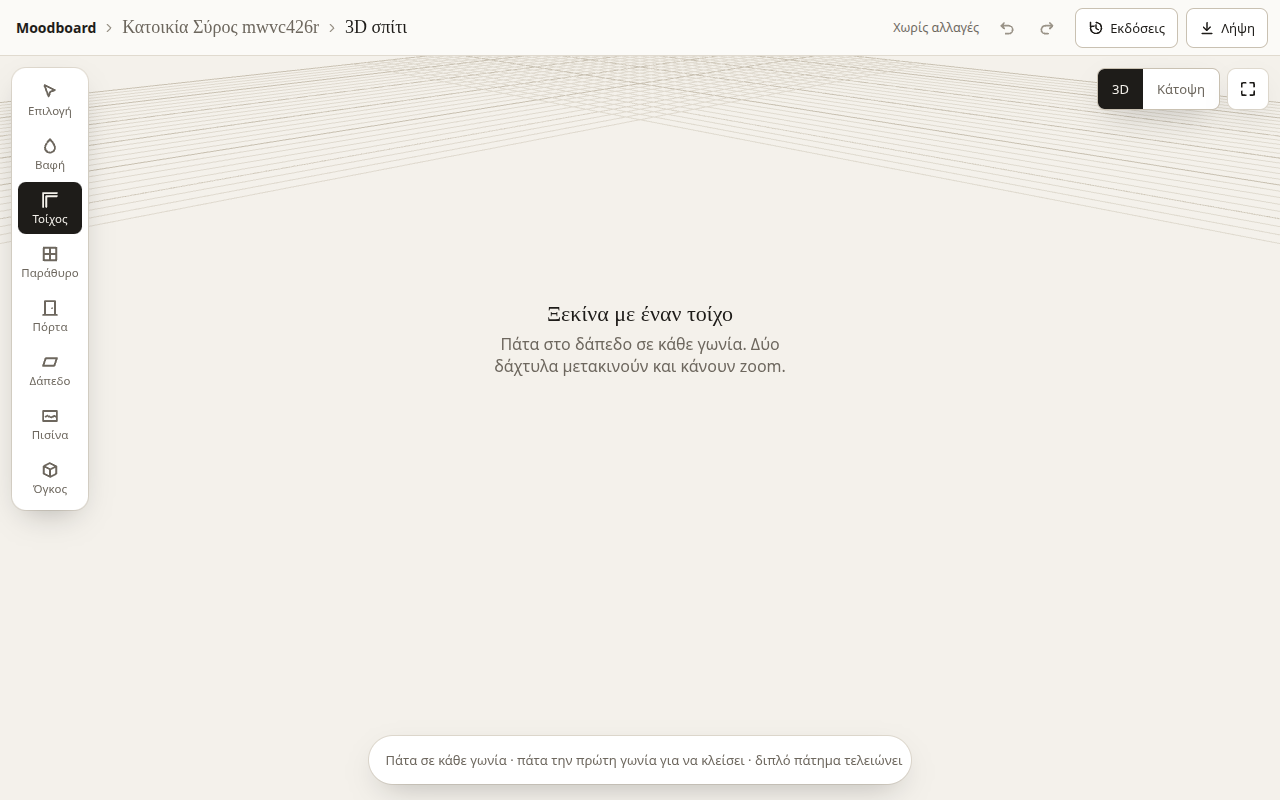 Moodboard > Κατοικία Σύρος mwvc426r > 3D σπίτι
Χωρίς αλλαγές
Εκδόσεις
Λήψη
3D
Κάτοψη
Επιλογή
Βαφή
Τοίχος
Παράθυρο
Πόρτα
Δάπεδο
Πισίνα
Όγκος
Ξεκίνα με έναν τοίχο
Πάτα στο δάπεδο σε κάθε γωνία. Δύο
δάχτυλα μετακινούν και κάνουν zoom.
Πάτα σε κάθε γωνία · πάτα την πρώτη γωνία για να κλείσει · διπλό πάτημα τελειώνει